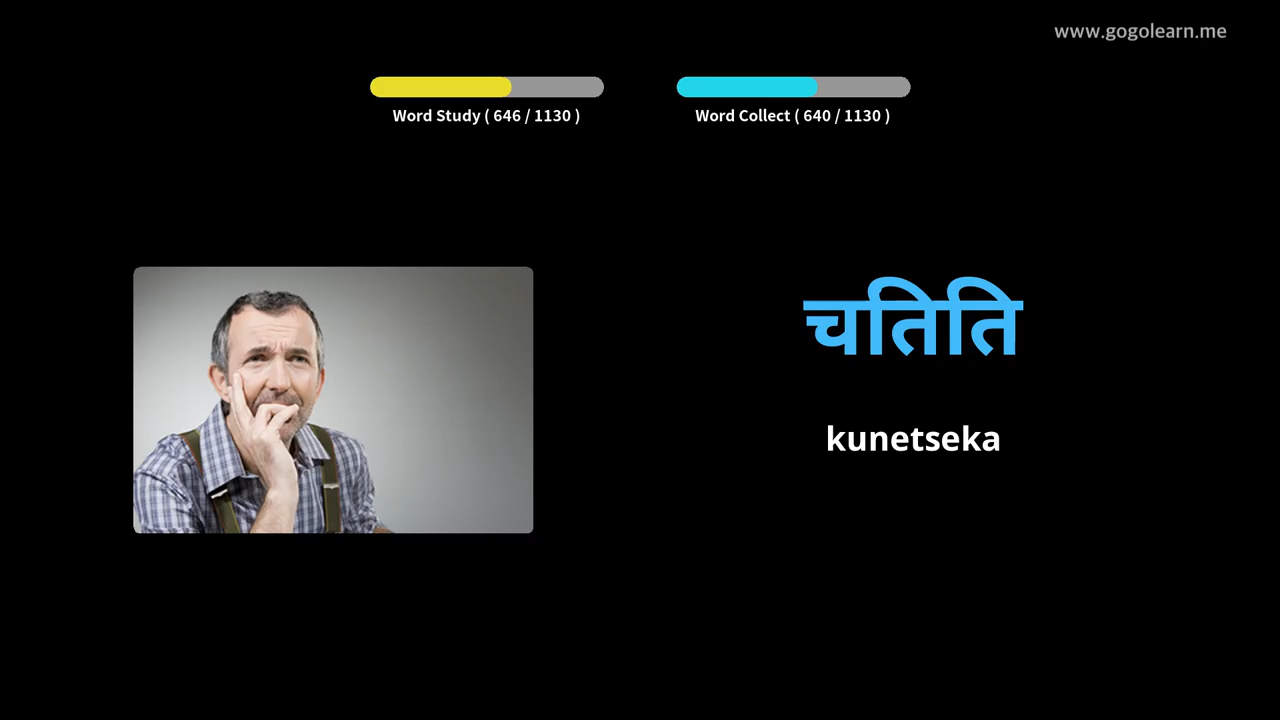 www.gogolearn.me
Word Study ( 646 / 1130 )
Word Collect ( 640 / 1130 )
चतिति
kunetseka